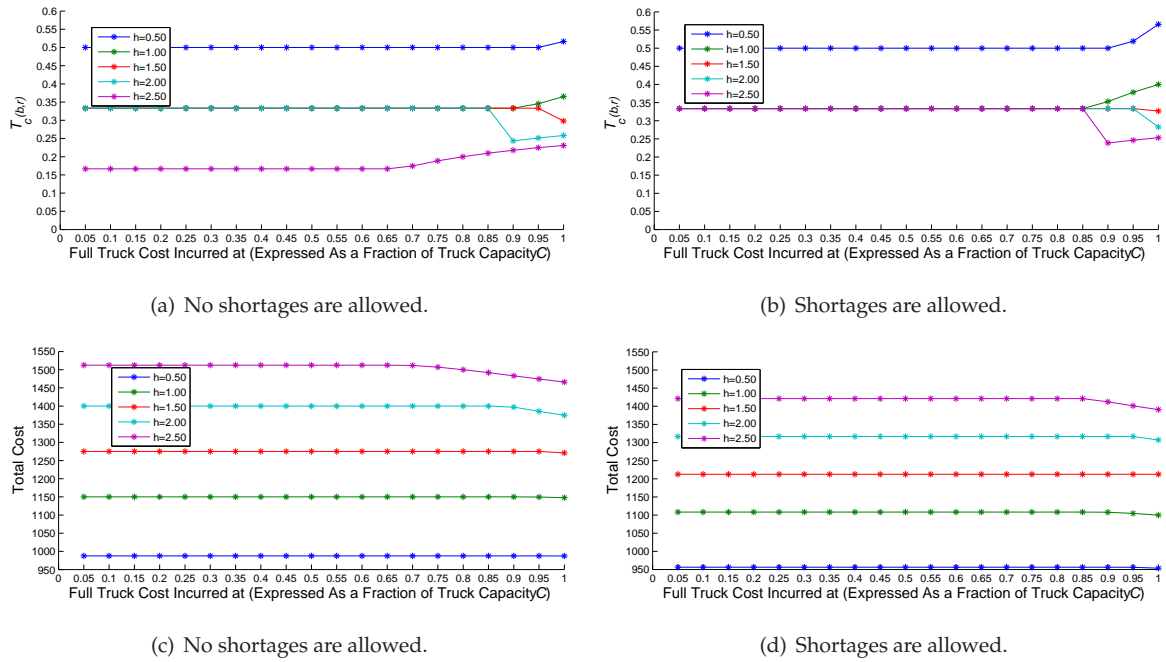 0.6
0.55
0.5
0.45
0.4
0.35
0.3
0.25
0.2
0.15
0.1
0.05
0
T_c(b,r)
h=0.50
h=1.00
h=1.50
h=2.00
h=2.50
0 0.05 0.1 0.15 0.2 0.25 0.3 0.35 0.4 0.45 0.5 0.55 0.6 0.65 0.7 0.75 0.8 0.85 0.9 0.95 1
Full Truck Cost Incurred at (Expressed As a Fraction of Truck CapacityC)
(a) No shortages are allowed.
0.6
0.55
0.5
0.45
0.4
0.35
0.3
0.25
0.2
0.15
0.1
0.05
0
T_c(b,r)
h=0.50
h=1.00
h=1.50
h=2.00
h=2.50
0 0.05 0.1 0.15 0.2 0.25 0.3 0.35 0.4 0.45 0.5 0.55 0.6 0.65 0.7 0.75 0.8 0.85 0.9 0.95 1
Full Truck Cost Incurred at (Expressed As a Fraction of Truck CapacityC)
(b) Shortages are allowed.
1550
1500
1450
1400
1350
1300
1250
1200
1150
1100
1050
1000
950
Total Cost
h=0.50
h=1.00
h=1.50
h=2.00
h=2.50
0 0.05 0.1 0.15 0.2 0.25 0.3 0.35 0.4 0.45 0.5 0.55 0.6 0.65 0.7 0.75 0.8 0.85 0.9 0.95 1
Full Truck Cost Incurred at (Expressed As a Fraction of Truck CapacityC)
(c) No shortages are allowed.
1550
1500
1450
1400
1350
1300
1250
1200
1150
1100
1050
1000
950
Total Cost
h=0.50
h=1.00
h=1.50
h=2.00
h=2.50
0 0.05 0.1 0.15 0.2 0.25 0.3 0.35 0.4 0.45 0.5 0.55 0.6 0.65 0.7 0.75 0.8 0.85 0.9 0.95 1
Full Truck Cost Incurred at (Expressed As a Fraction of Truck CapacityC)
(d) Shortages are allowed.